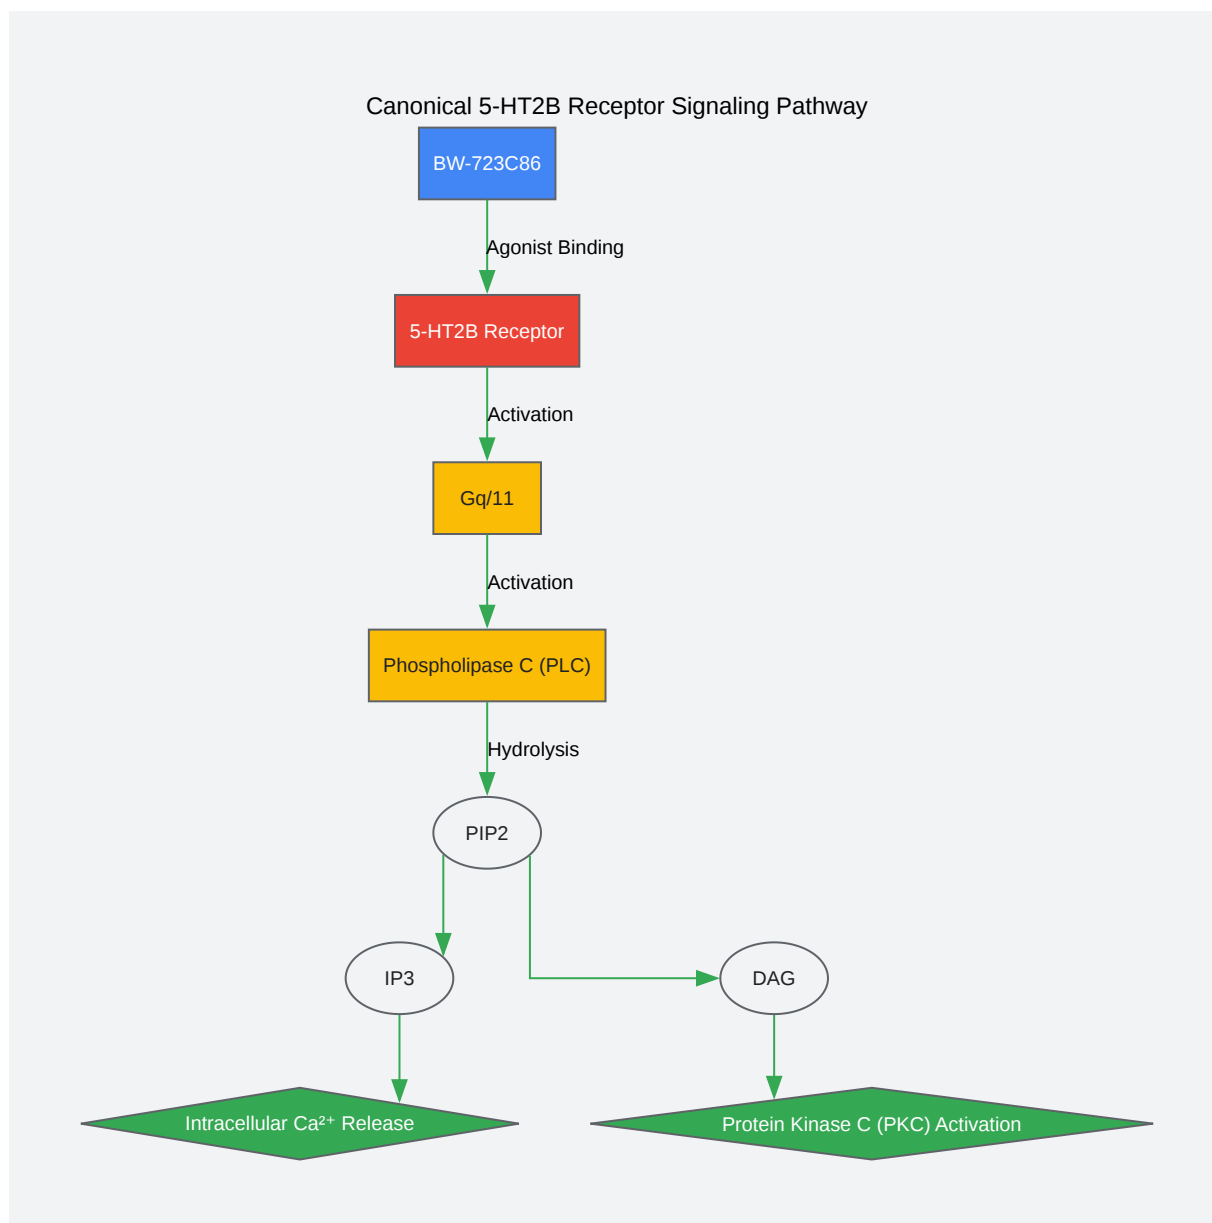 Canonical 5-HT2B Receptor Signaling Pathway
BW-723C86
Agonist Binding
5-HT2B Receptor
Activation
Gq/11
Activation
Phospholipase C (PLC)
Hydrolysis
PIP2
IP3
DAG
Intracellular Ca²⁺ Release
Protein Kinase C (PKC) Activation